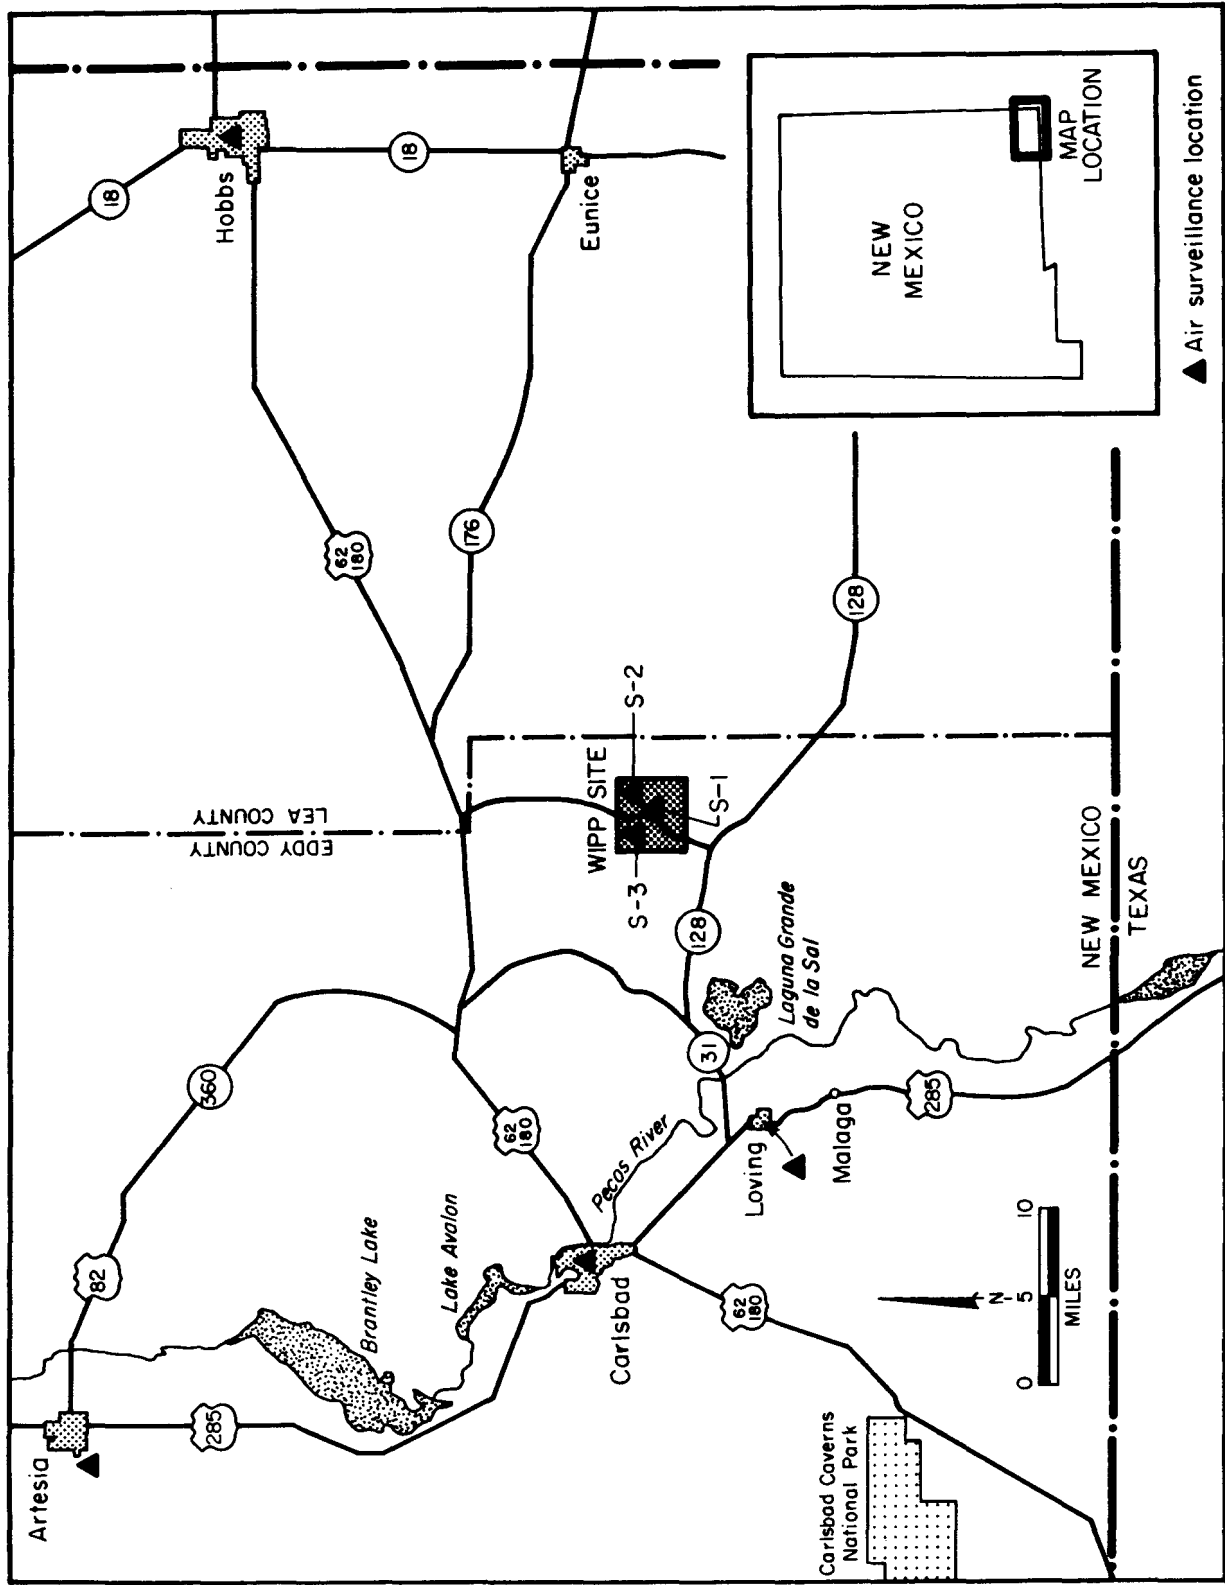 Artesia
82
360
285
Brantley Lake
Lake Avalon
Carlsbad
Pecos River
62
180
EDDY COUNTY
LEA COUNTY
62
180
18
Hobbs
18
176
Eunice
WIPP SITE
S-3
S-2
S-1
128
31
Laguna Grande
de la Sal
128
Loving
Malaga
285
62
180
Carlsbad Caverns
National Park
N
0
5
10
MILES
NEW MEXICO
TEXAS
NEW
MEXICO
MAP
LOCATION
▲ Air surveillance location